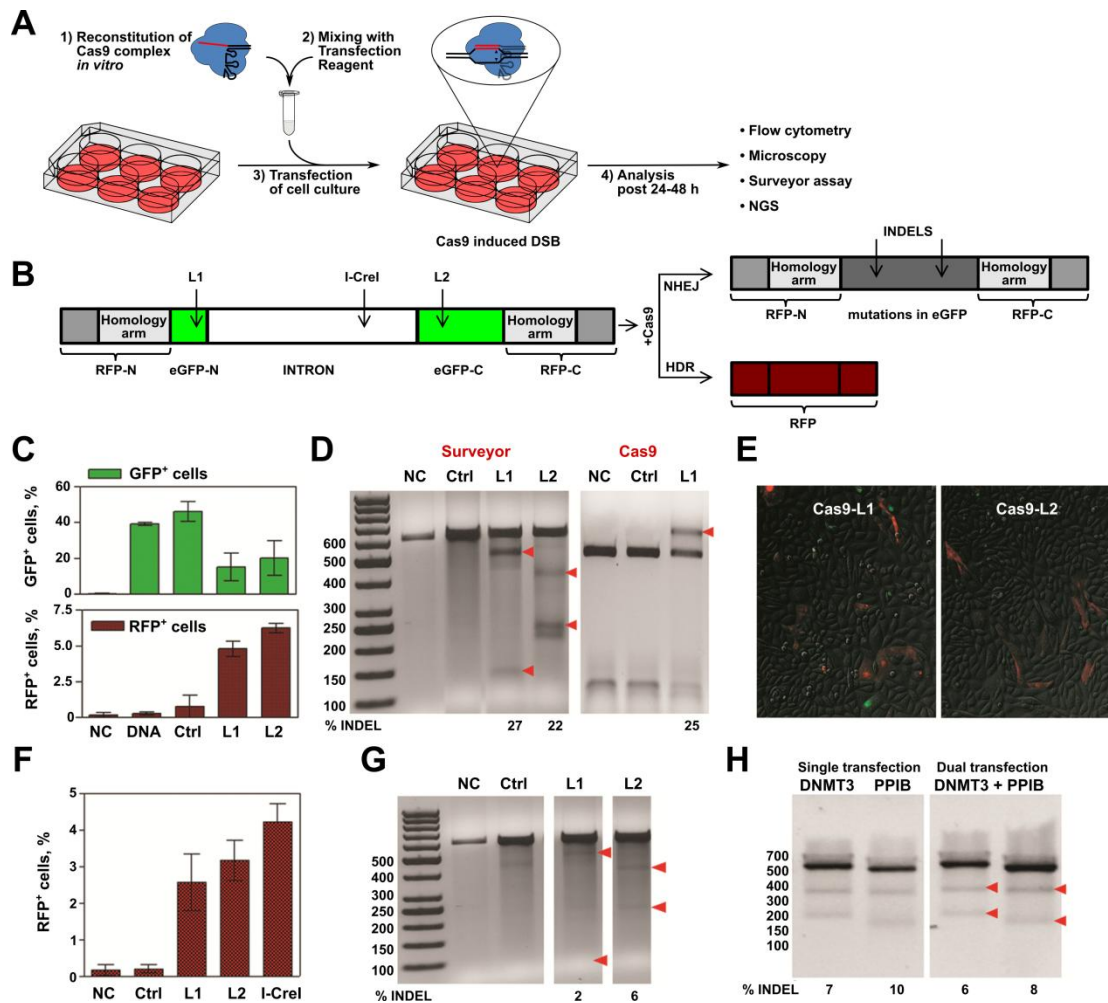 A
1) Reconstitution of
Cas9 complex
in vitro
2) Mixing with
Transfection
Reagent
3) Transfection
of cell culture
Cas9 induced DSB
4) Analysis
post 24-48 h
• Flow cytometry
• Microscopy
• Surveyor assay
• NGS
B
L1
I-CreI
L2
Homology
arm
RFP-N
eGFP-N
INTRON
eGFP-C
Homology
arm
RFP-C
+Cas9
NHEJ
HDR
INDELS
Homology
arm
Homology
arm
RFP-N
mutations in eGFP
RFP-C
RFP
C
GFP+ cells
GFP+ cells, %
60
40
20
0
RFP+ cells
RFP+ cells, %
7.5
5.0
2.5
0
NC DNA Ctrl L1 L2
D
Surveyor
NC Ctrl L1 L2
600
500
400
300
250
200
150
100
% INDEL 27 22
Cas9
NC Ctrl L1
25
E
Cas9-L1
Cas9-L2
F
RFP+ cells, %
5
4
3
2
1
0
NC Ctrl L1 L2 I-CreI
G
NC Ctrl L1 L2
500
400
300
250
200
150
100
% INDEL 2 6
H
Single transfection
DNMT3 PPIB
Dual transfection
DNMT3 + PPIB
700
500
400
300
200
100
% INDEL 7 10 6 8